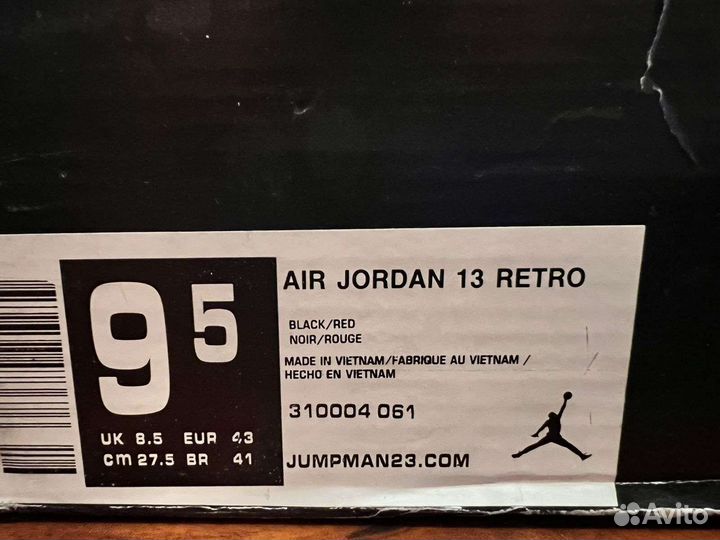 9 5
UK 8.5 EUR 43
CM 27.5 BR 41
AIR JORDAN 13 RETRO
BLACK/RED
NOIR/ROUGE
MADE IN VIETNAM/FABRIQUE AU VIETNAM /
HECHO EN VIETNAM
310004 061
JUMPMAN23.COM
Avito